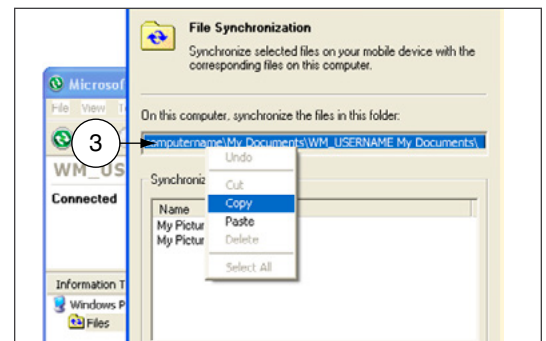 File Synchronization
Synchronize selected files on your mobile device with the
corresponding files on this computer.
Microsof
File View T
On this computer, synchronize the files in this folder:
3
omputername\My Documents\WM_USERNAME My Documents\
Undo
WM_US
Synchroniz
Cut
Connected
Copy
Name
Paste
My Pictur
Delete
My Pictur
Select All
Information T
Windows P
Files